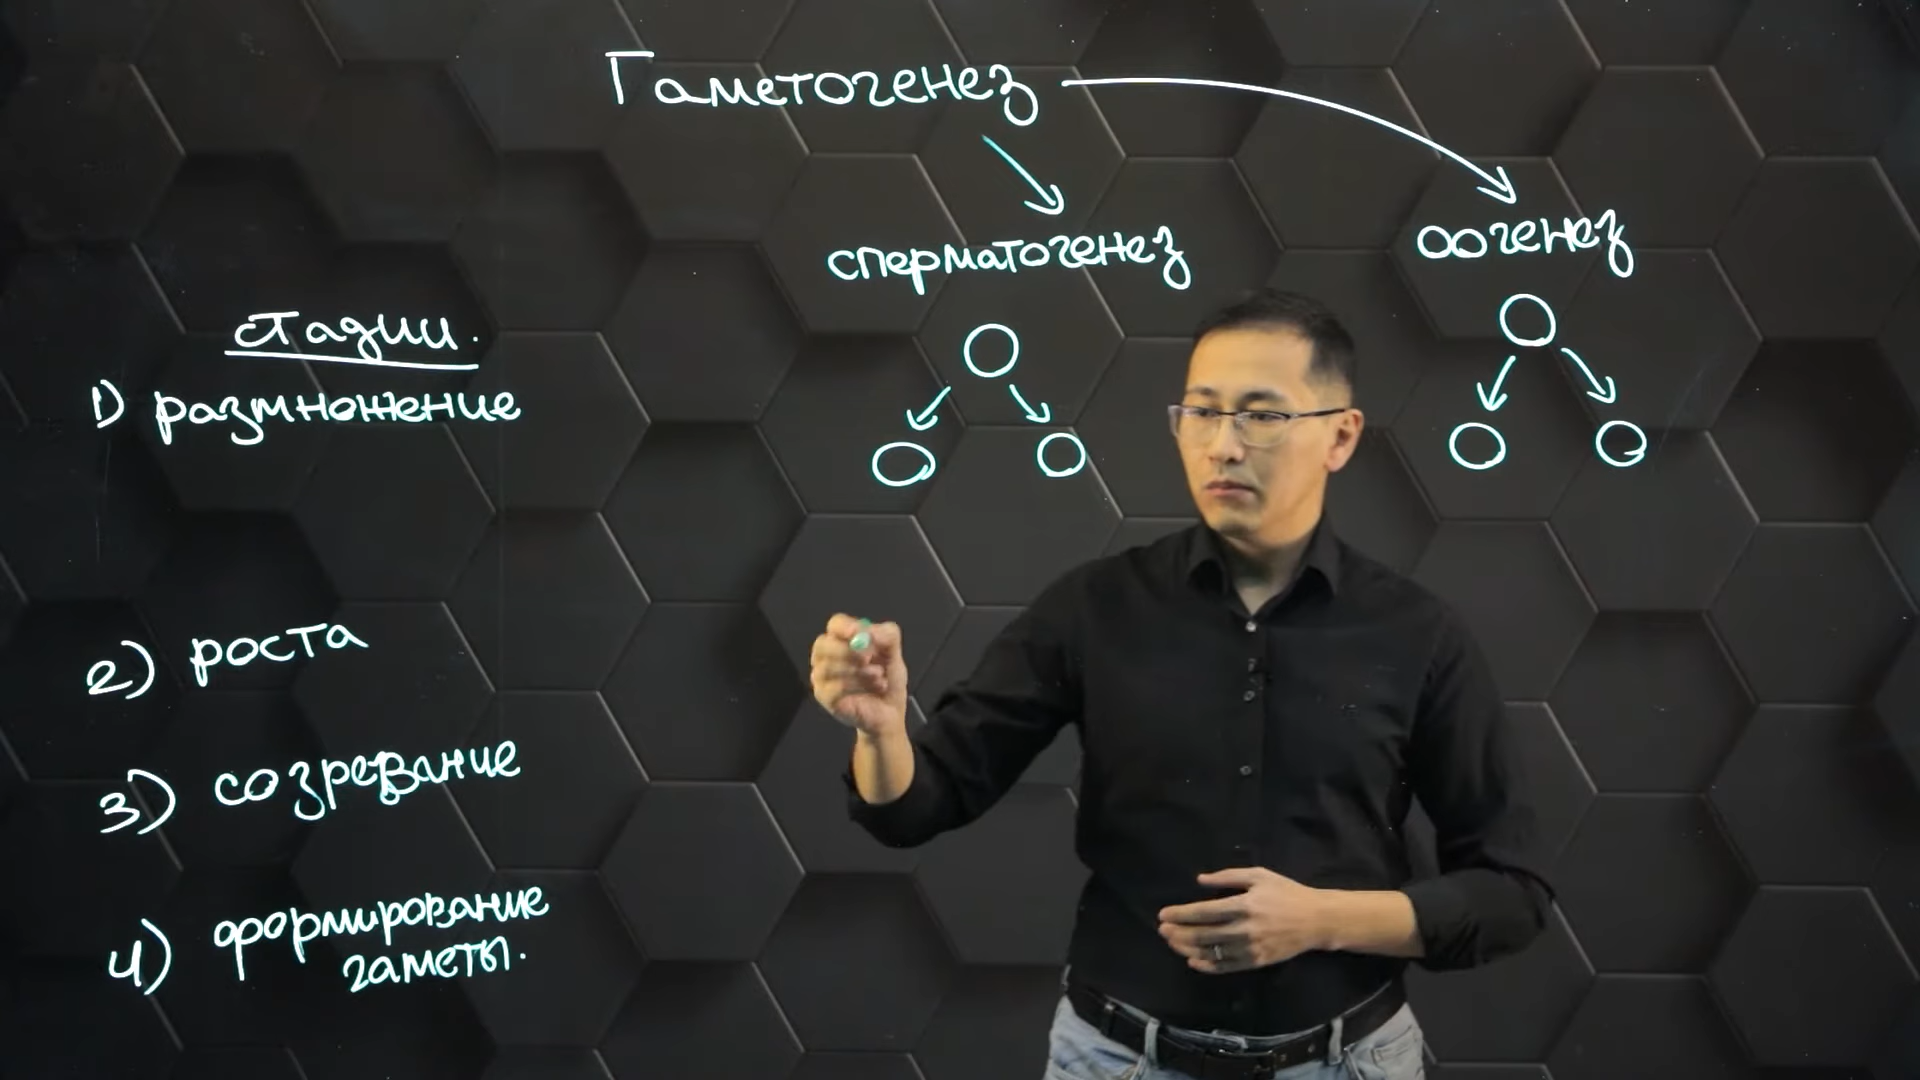 Гаметогенез
сперматогенез
оогенез
стадии.
1) размножение
2) роста
3) созревание
4) формирование
гаметы.